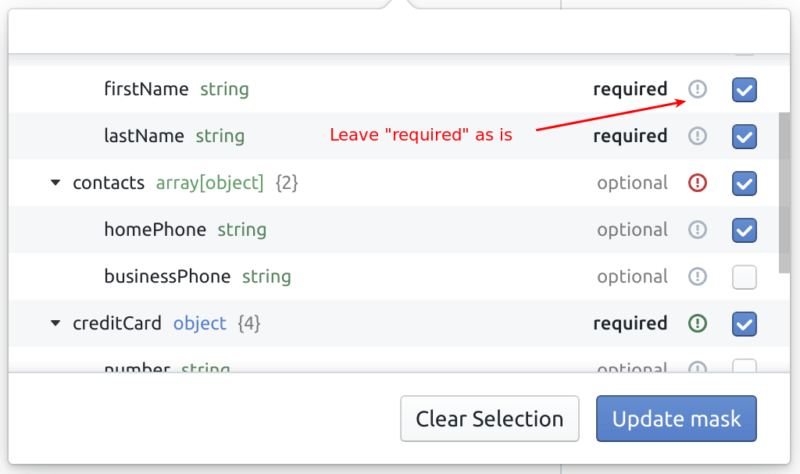 firstName string required
lastName string required
Leave "required" as is
contacts array[object] {2} optional
homePhone string optional
businessPhone string optional
creditCard object {4} required
number string optional
Clear Selection Update mask